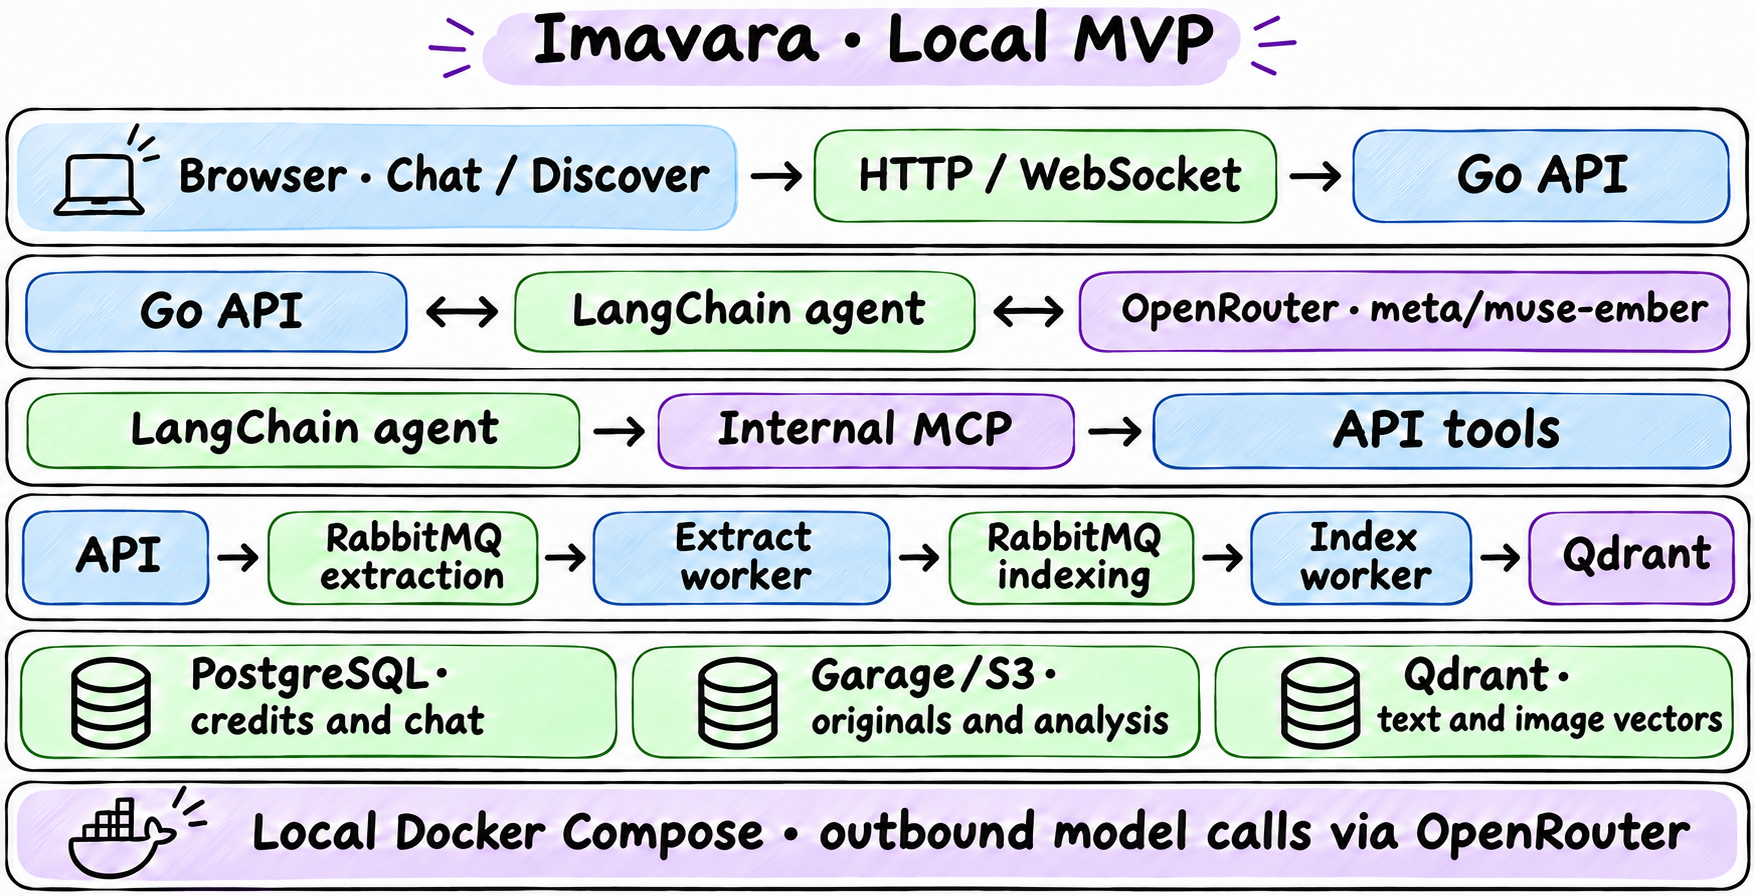 Imavara • Local MVP
Browser • Chat / Discover
HTTP / WebSocket
Go API
Go API
LangChain agent
OpenRouter • meta/muse-ember
LangChain agent
Internal MCP
API tools
API
RabbitMQ
extraction
Extract
worker
RabbitMQ
indexing
Index
worker
Qdrant
PostgreSQL •
credits and chat
Garage/S3 •
originals and analysis
Qdrant •
text and image vectors
Local Docker Compose • outbound model calls via OpenRouter